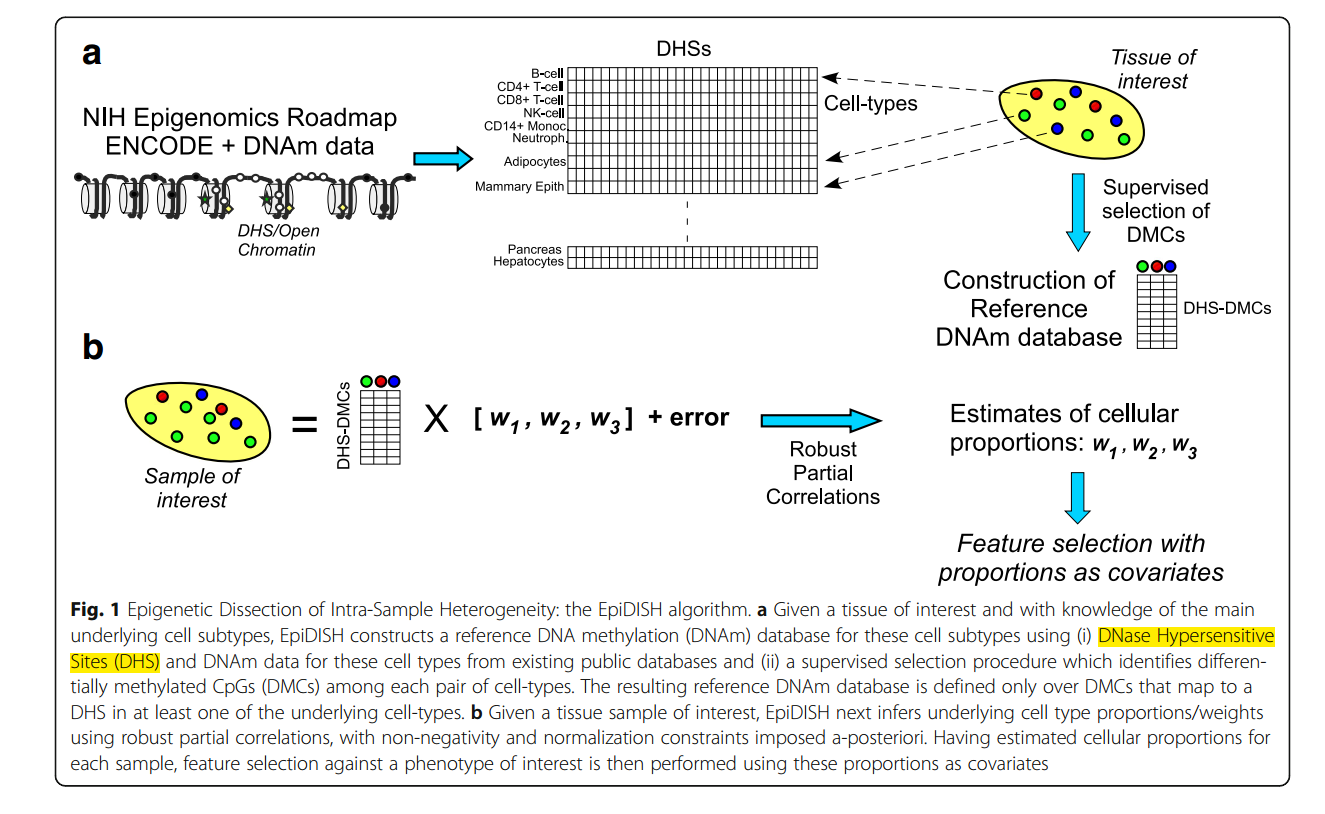 a
NIH Epigenomics Roadmap
ENCODE + DNAm data
DHS/Open
Chromatin
DHSs
B-cell
CD4+ T-cell
CD8+ T-cell
NK-cell
CD14+ Monoc.
Neutroph.
Adipocytes
Mammary Epith
Pancreas
Hepatocytes
Cell-types
Tissue of
interest
Supervised
selection of
DMCs
Construction of
Reference
DNAm database
DHS-DMCs
b
Sample of
interest
=
DHS-DMCs
X
[ w1 , w2 , w3 ] + error
Robust
Partial
Correlations
Estimates of cellular
proportions: w1 , w2 , w3
Feature selection with
proportions as covariates
Fig. 1 Epigenetic Dissection of Intra-Sample Heterogeneity: the EpiDISH algorithm. a Given a tissue of interest and with knowledge of the main
underlying cell subtypes, EpiDISH constructs a reference DNA methylation (DNAm) database for these cell subtypes using (i) DNase Hypersensitive
Sites (DHS) and DNAm data for these cell types from existing public databases and (ii) a supervised selection procedure which identifies differen-
tially methylated CpGs (DMCs) among each pair of cell-types. The resulting reference DNAm database is defined only over DMCs that map to a
DHS in at least one of the underlying cell-types. b Given a tissue sample of interest, EpiDISH next infers underlying cell type proportions/weights
using robust partial correlations, with non-negativity and normalization constraints imposed a-posteriori. Having estimated cellular proportions for
each sample, feature selection against a phenotype of interest is then performed using these proportions as covariates